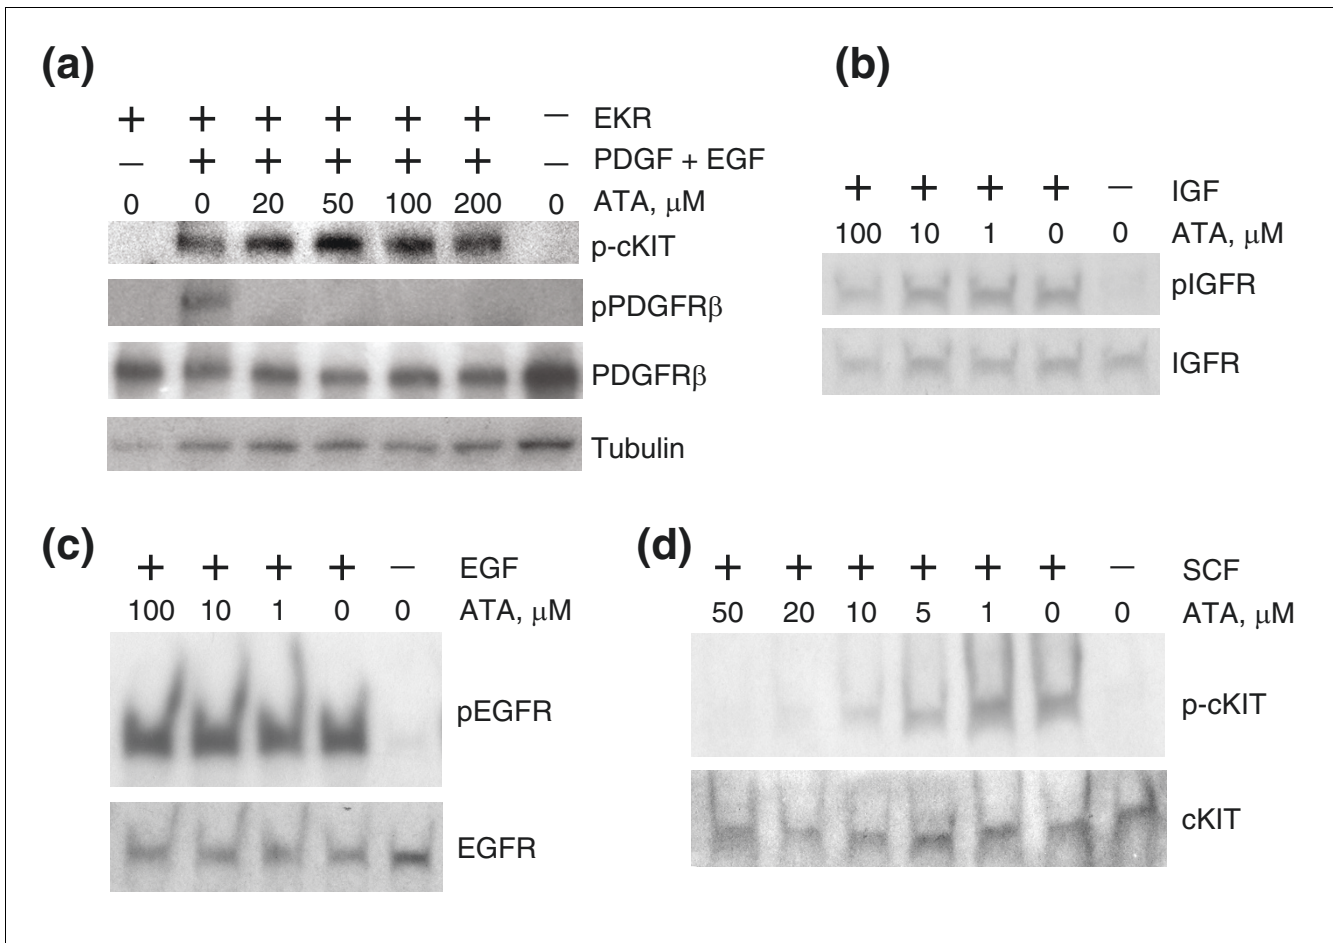 (a)
+ + + + + + − EKR
− + + + + + − PDGF + EGF
0 0 20 50 100 200 0 ATA, μM
p-cKIT
pPDGFRβ
PDGFRβ
Tubulin
(b)
+ + + + − IGF
100 10 1 0 0 ATA, μM
pIGFR
IGFR
(c)
+ + + + − EGF
100 10 1 0 0 ATA, μM
pEGFR
EGFR
(d)
+ + + + + + − SCF
50 20 10 5 1 0 0 ATA, μM
p-cKIT
cKIT